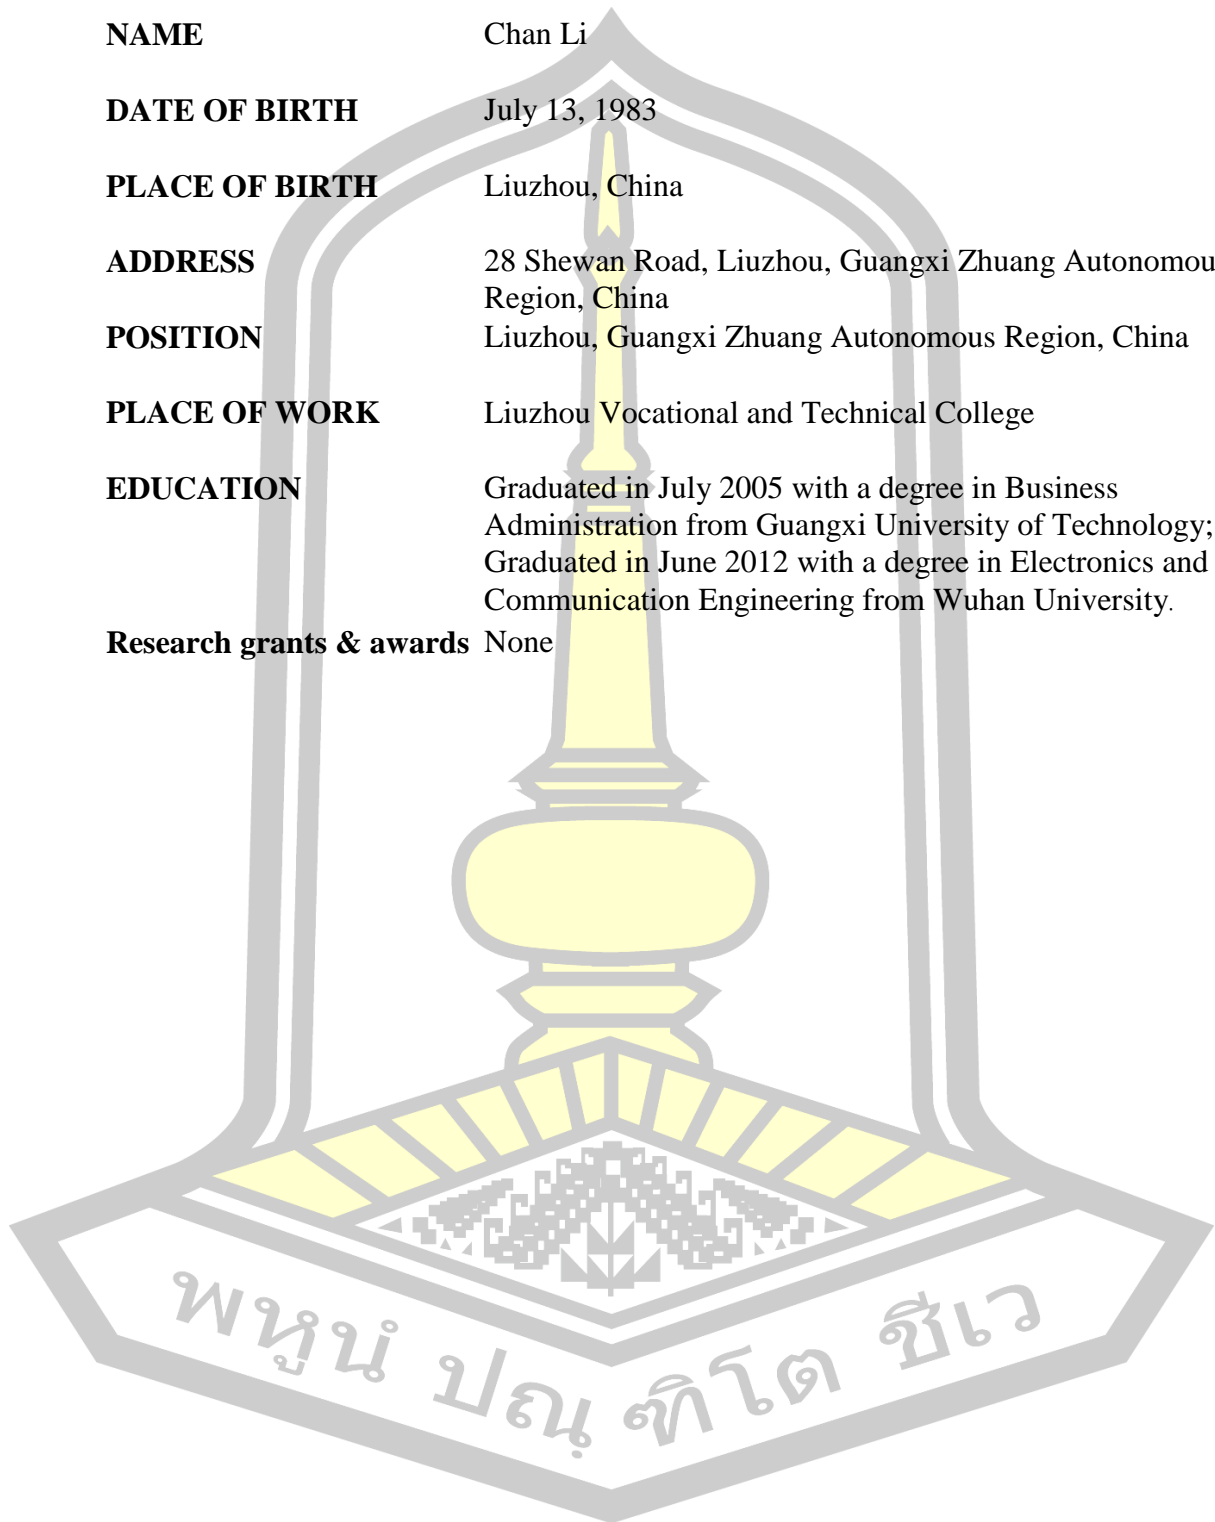 NAME Chan Li
DATE OF BIRTH July 13, 1983
PLACE OF BIRTH Liuzhou, China
ADDRESS 28 Shewan Road, Liuzhou, Guangxi Zhuang Autonomou
Region, China
POSITION Liuzhou, Guangxi Zhuang Autonomous Region, China
PLACE OF WORK Liuzhou Vocational and Technical College
EDUCATION Graduated in July 2005 with a degree in Business
Administration from Guangxi University of Technology;
Graduated in June 2012 with a degree in Electronics and
Communication Engineering from Wuhan University.
Research grants & awards None
พหูนํ ปณฺ ฑิโต ชีเว